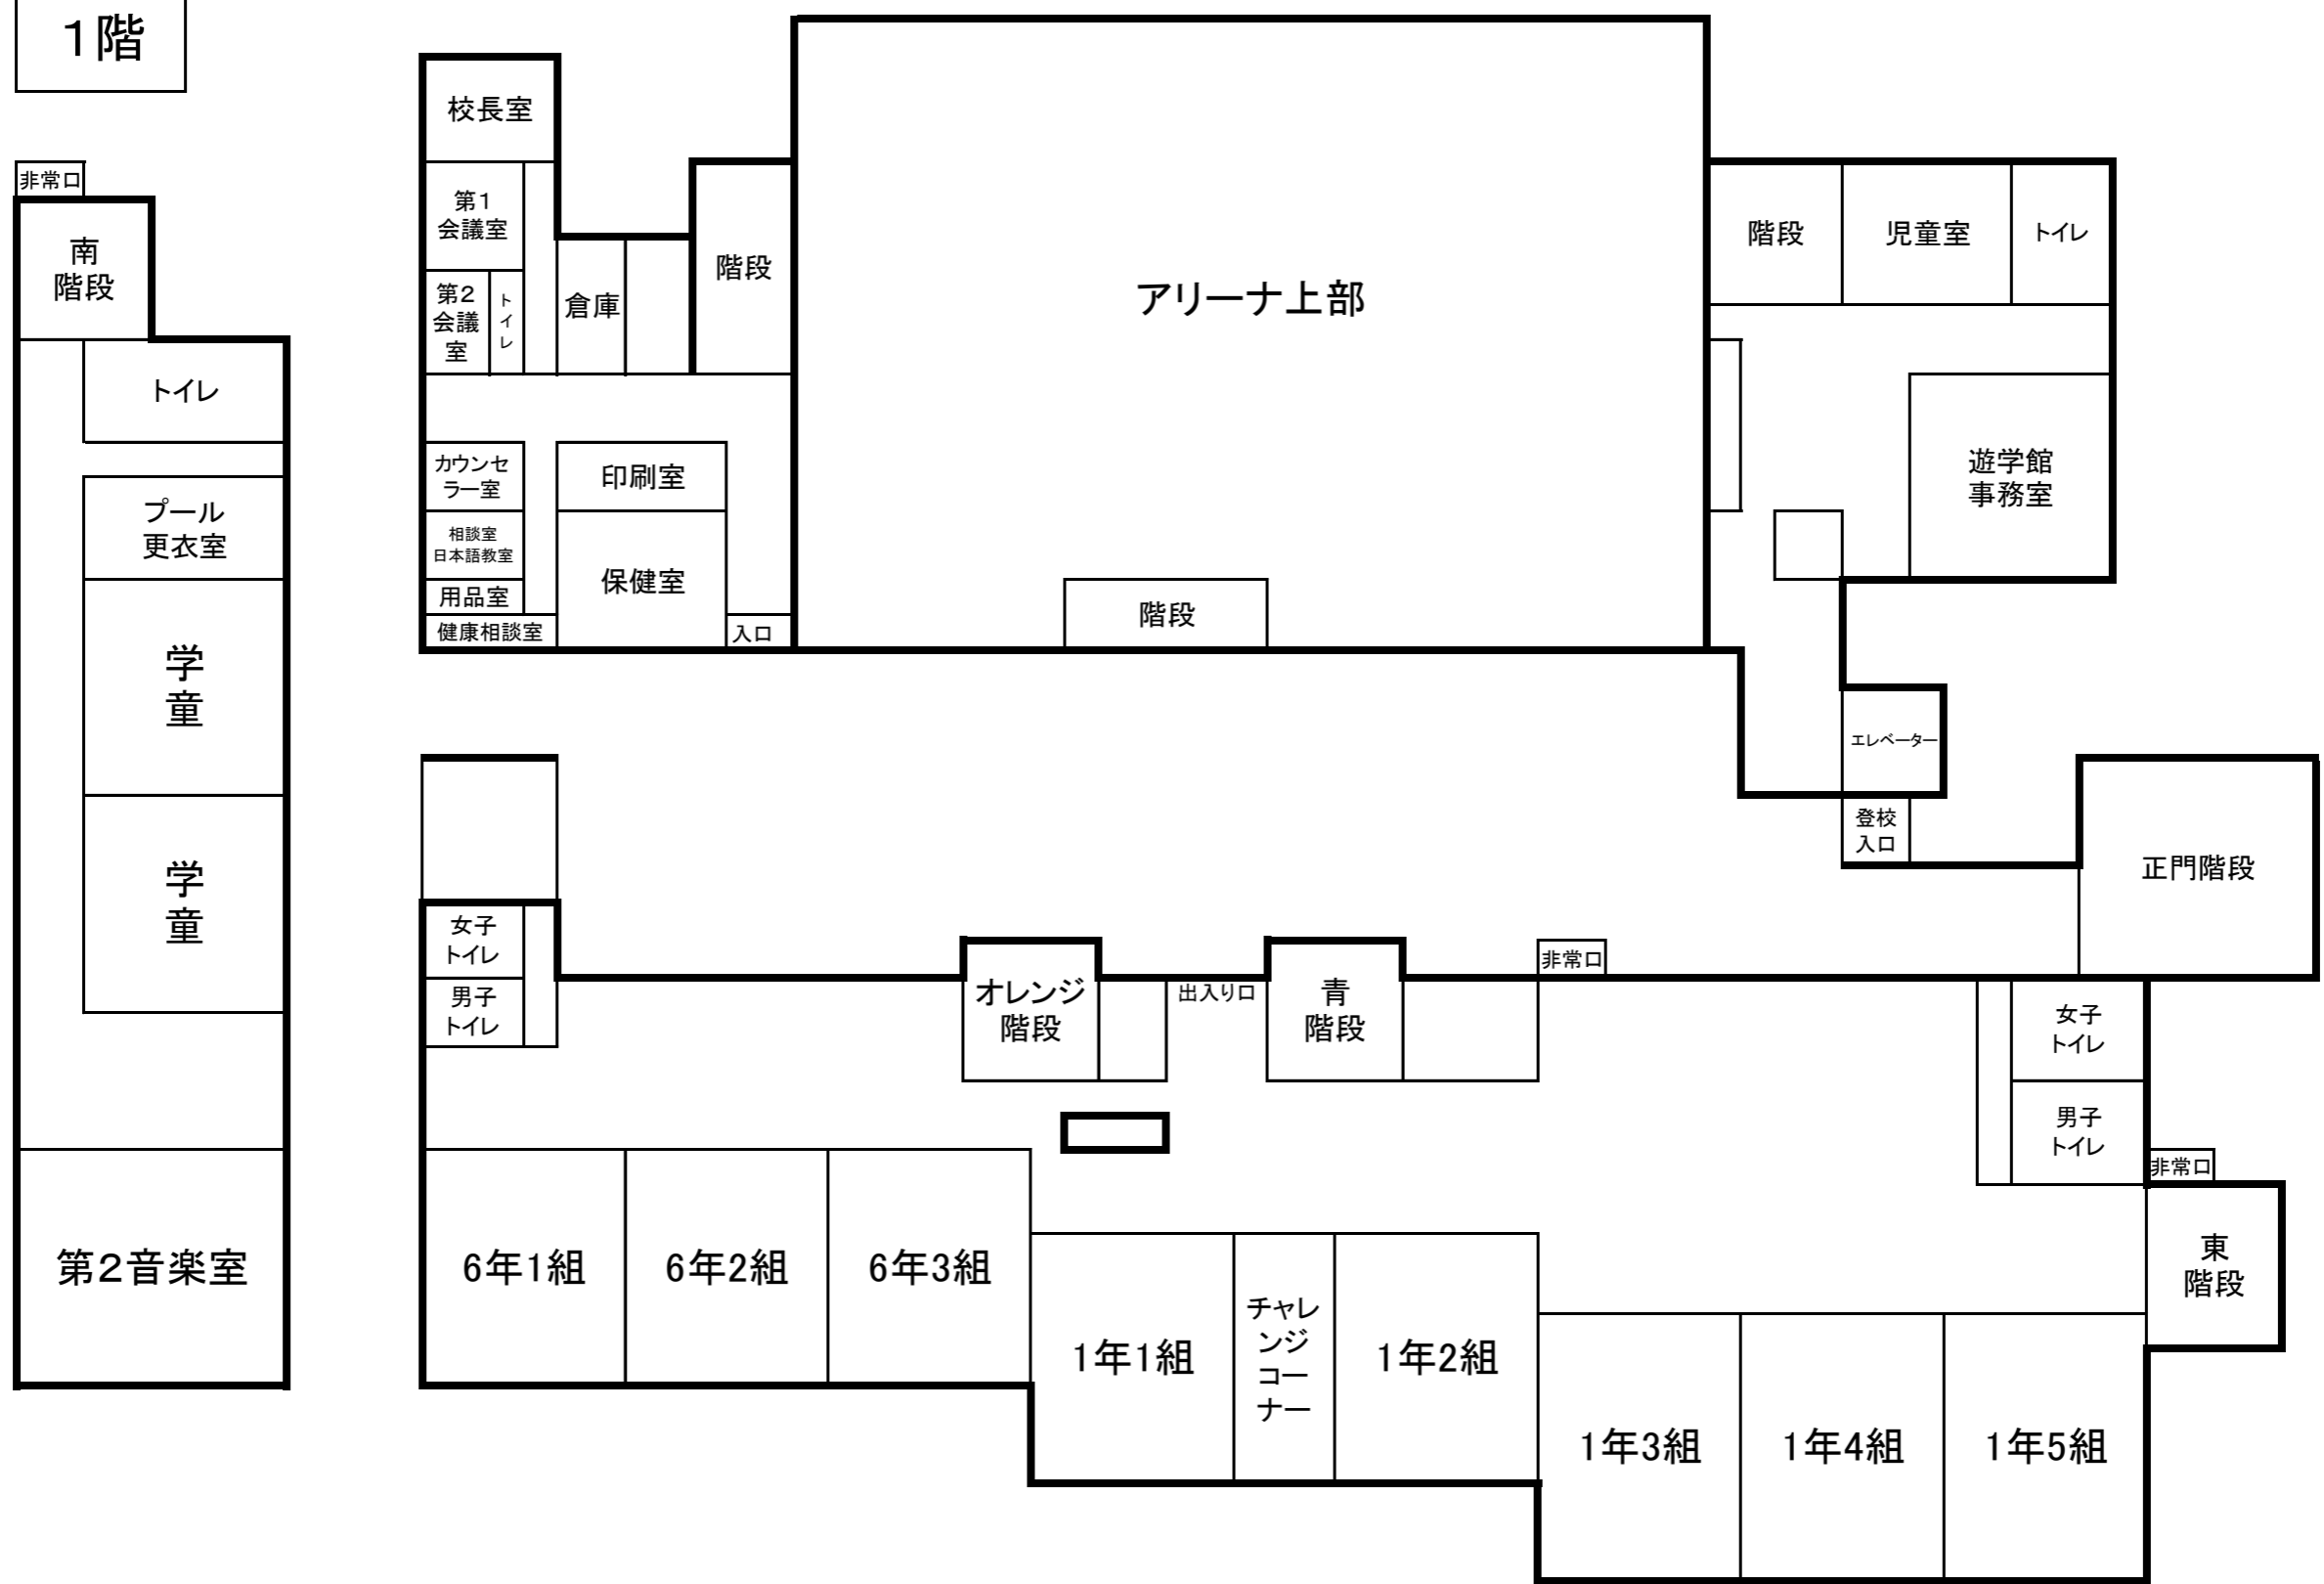 1階
非常口
南
階段
トイレ
プール
更衣室
学
童
学
童
第2音楽室
校長室
第1
会議室
第2
会議
室
ト
イ
レ
倉庫
階段
カウンセ
ラー室
印刷室
相談室
日本語教室
保健室
用品室
健康相談室
入口
アリーナ上部
階段
階段
児童室
トイレ
遊学館
事務室
エレベーター
登校
入口
正門階段
女子
トイレ
男子
トイレ
オレンジ
階段
出入り口
青
階段
非常口
女子
トイレ
男子
トイレ
非常口
東
階段
6年1組
6年2組
6年3組
1年1組
チャレ
ンジ
コー
ナー
1年2組
1年3組
1年4組
1年5組